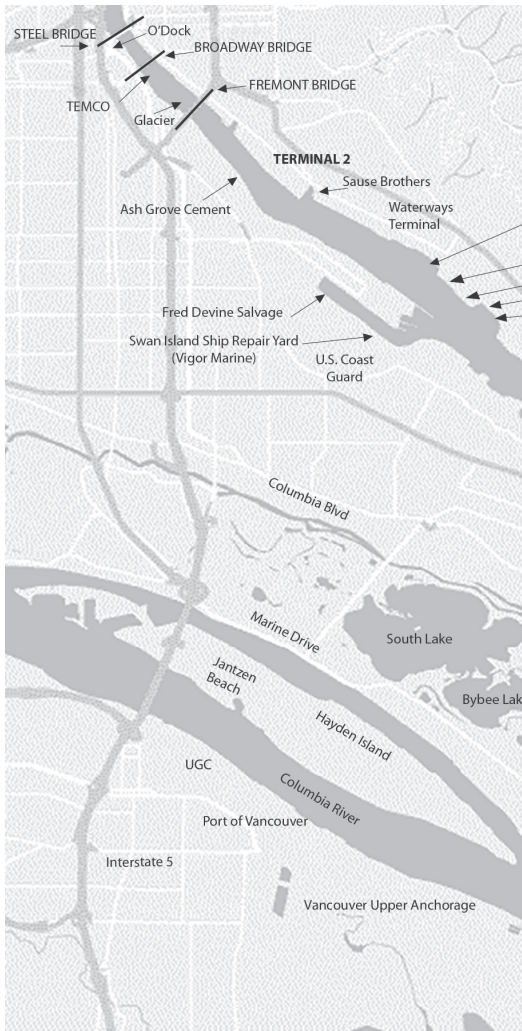 STEEL BRIDGE
O'Dock
BROADWAY BRIDGE
TEMCO
FREMONT BRIDGE
Glacier
TERMINAL 2
Sause Brothers
Ash Grove Cement
Waterways
Terminal
Fred Devine Salvage
Swan Island Ship Repair Yard
(Vigor Marine)
U.S. Coast
Guard
Columbia Blvd
Marine Drive
South Lake
Jantzen
Beach
Bybee Lak
Hayden Island
UGC
Columbia River
Port of Vancouver
Interstate 5
Vancouver Upper Anchorage